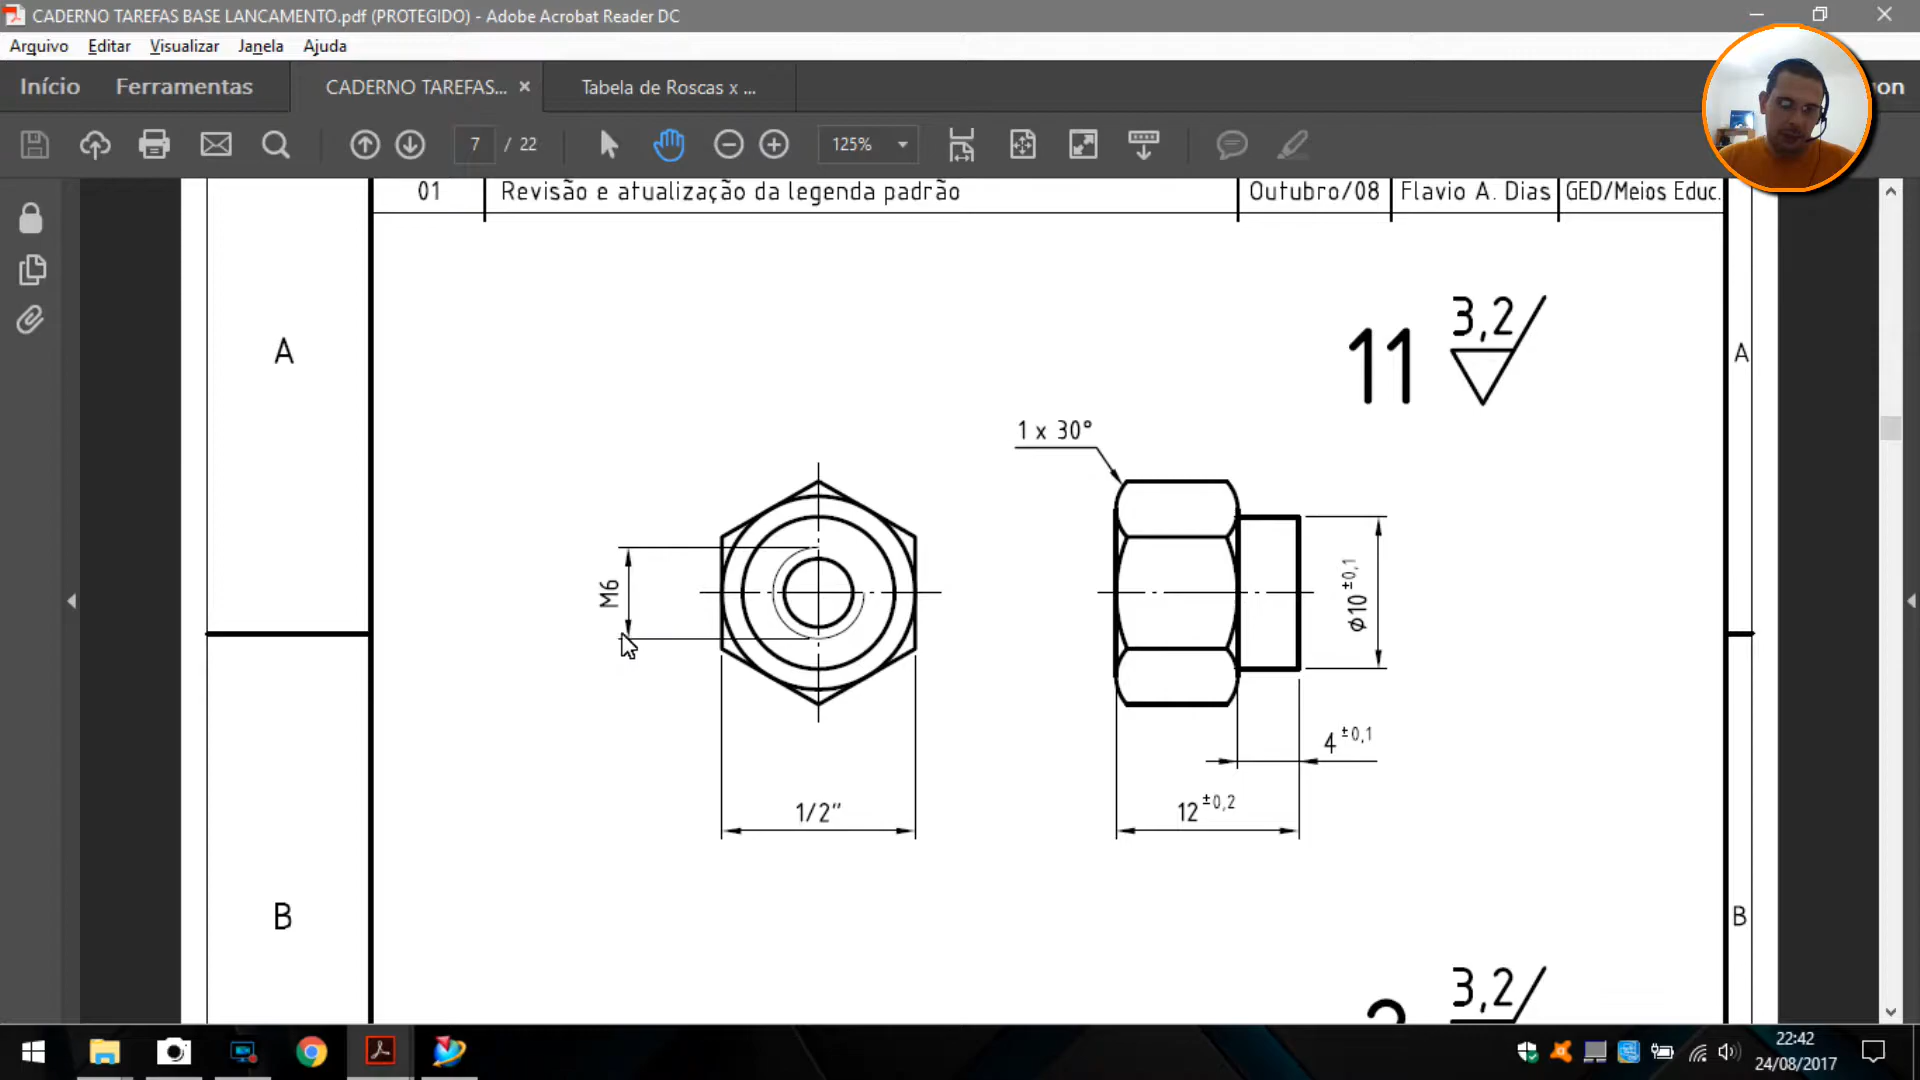 CADERNO TAREFAS BASE LANCAMENTO.pdf (PROTEGIDO) - Adobe Acrobat Reader DC
Arquivo Editar Visualizar Janela Ajuda
Início Ferramentas CADERNO TAREFAS... × Tabela de Roscas x ... on
7 / 22 125%
01 Revisão e atualização da legenda padrão Outubro/08 Flavio A. Dias GED/Meios Educ.
3,2
11
A A
1 x 30°
M6
ø10 ±0,1
4 ±0,1
1/2"
12 ±0,2
B B
3,2
22:42
24/08/2017